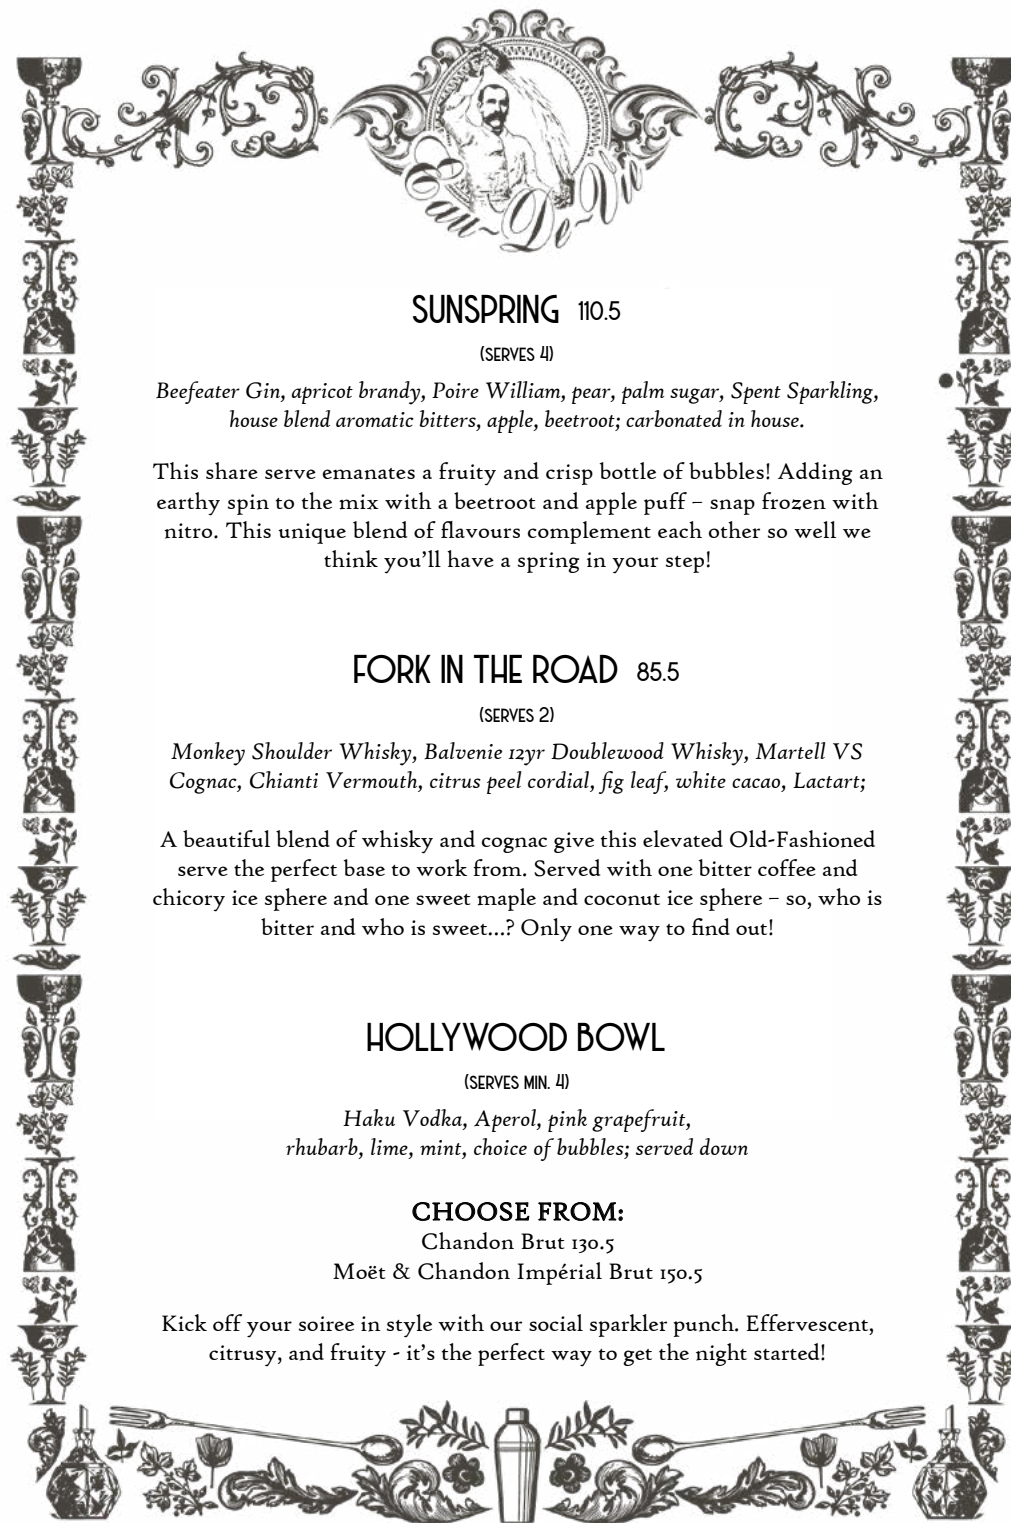 Eau-De-Vie
SUNSPRING 110.5
(SERVES 4)
Beefeater Gin, apricot brandy, Poire William, pear, palm sugar, Spent Sparkling,
house blend aromatic bitters, apple, beetroot; carbonated in house.
This share serve emanates a fruity and crisp bottle of bubbles! Adding an
earthy spin to the mix with a beetroot and apple puff – snap frozen with
nitro. This unique blend of flavours complement each other so well we
think you’ll have a spring in your step!
FORK IN THE ROAD 85.5
(SERVES 2)
Monkey Shoulder Whisky, Balvenie 12yr Doublewood Whisky, Martell VS
Cognac, Chianti Vermouth, citrus peel cordial, fig leaf, white cacao, Lactart;
A beautiful blend of whisky and cognac give this elevated Old-Fashioned
serve the perfect base to work from. Served with one bitter coffee and
chicory ice sphere and one sweet maple and coconut ice sphere – so, who is
bitter and who is sweet...? Only one way to find out!
HOLLYWOOD BOWL
(SERVES MIN. 4)
Haku Vodka, Aperol, pink grapefruit,
rhubarb, lime, mint, choice of bubbles; served down
CHOOSE FROM:
Chandon Brut 130.5
Moët & Chandon Impérial Brut 150.5
Kick off your soiree in style with our social sparkler punch. Effervescent,
citrusy, and fruity - it’s the perfect way to get the night started!